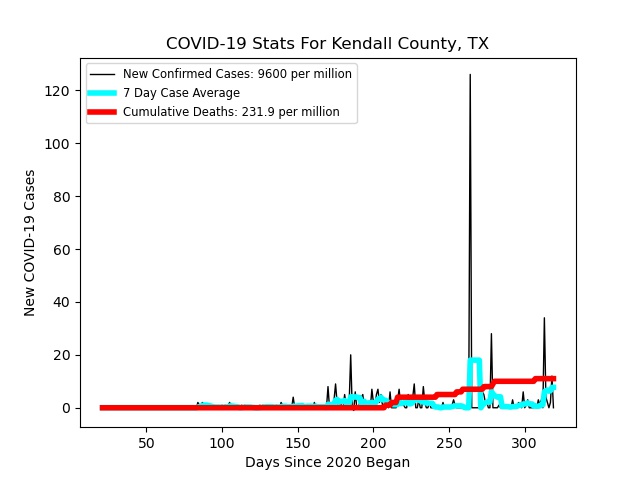 COVID-19 Stats For Kendall County, TX
New Confirmed Cases: 9600 per million
7 Day Case Average
Cumulative Deaths: 231.9 per million
New COVID-19 Cases
120
100
80
60
40
20
0
50 100 150 200 250 300
Days Since 2020 Began